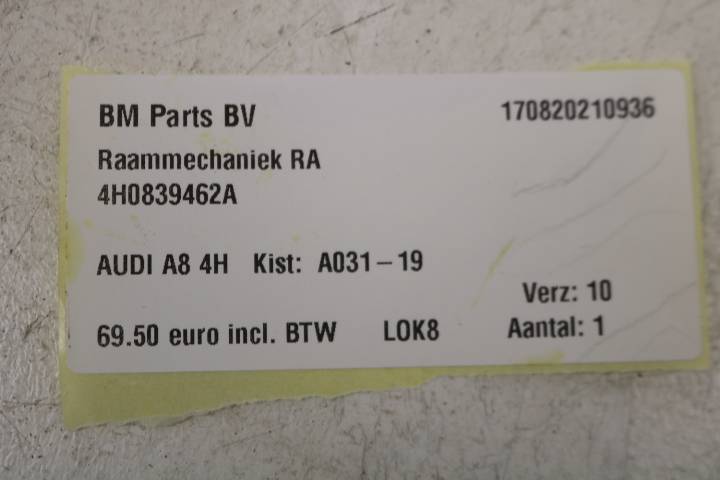 BM Parts BV 170820210936
Raammechaniek RA
4H0839462A
AUDI A8 4H Kist: A031-19
Verz: 10
69.50 euro incl. BTW LOK8 Aantal: 1